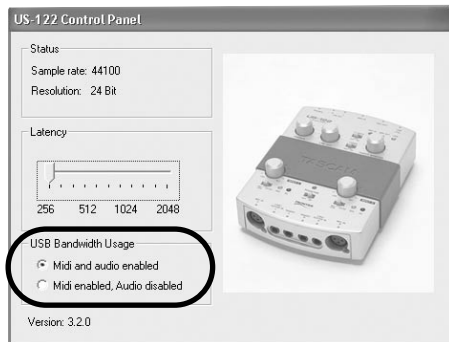 US-122 Control Panel
Status
Sample rate: 44100
Resolution: 24 Bit
Latency
256 512 1024 2048
USB Bandwidth Usage
Midi and audio enabled
Midi enabled, Audio disabled
Version: 3.2.0
TASCAM